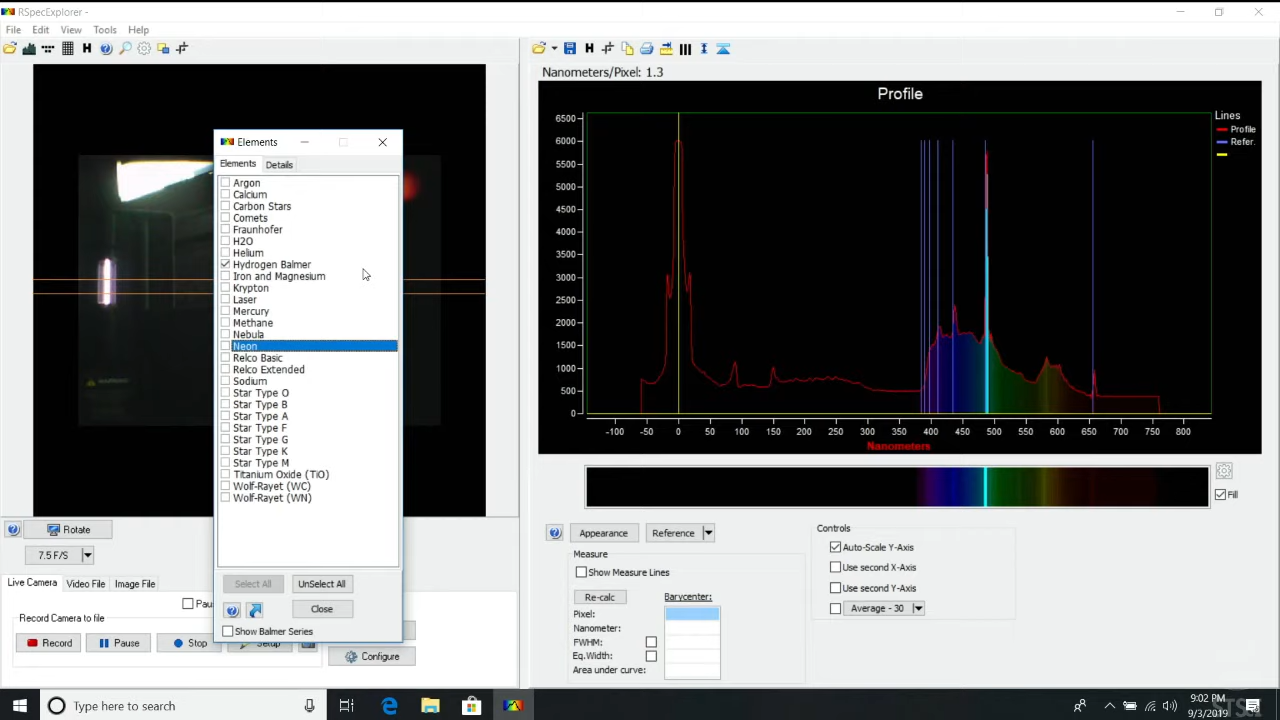 RSpecExplorer -
File Edit View Tools Help
Nanometers/Pixel: 1.3
Profile
Lines
Profile
Refer.
6500
6000
5500
5000
4500
4000
3500
3000
2500
2000
1500
1000
500
0
-100 -50 0 50 100 150 200 250 300 350 400 450 500 550 600 650 700 750 800
Nanometers
Fill
Elements
Elements Details
Argon
Calcium
Carbon Stars
Comets
Fraunhofer
H2O
Helium
Hydrogen Balmer
Iron and Magnesium
Krypton
Laser
Mercury
Methane
Nebula
Neon
Relco Basic
Relco Extended
Sodium
Star Type O
Star Type B
Star Type A
Star Type F
Star Type G
Star Type K
Star Type M
Titanium Oxide (TiO)
Wolf-Rayet (WC)
Wolf-Rayet (WN)
Select All UnSelect All
Close
Show Balmer Series
Rotate
7.5 F/S
Live Camera Video File Image File
Record Camera to file
Record Pause Stop Setup
Configure
Appearance Reference
Measure
Show Measure Lines
Re-calc Barycenter:
Pixel:
Nanometer:
FWHM:
Eq.Width:
Area under curve:
Controls
Auto-Scale Y-Axis
Use second X-Axis
Use second Y-Axis
Average - 30
Type here to search
9:02 PM
9/3/2019